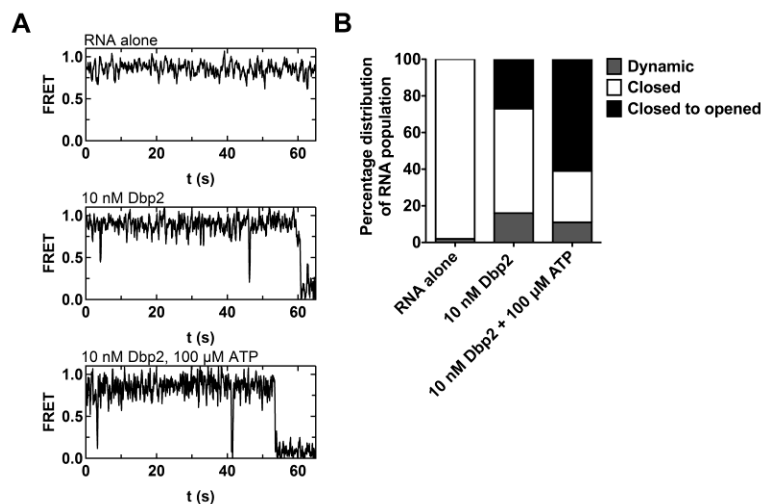 A
RNA alone
FRET
1.0
0.5
0 20 40 60
t (s)
10 nM Dbp2
FRET
1.0
0.5
0.0
0 20 40 60
t (s)
10 nM Dbp2, 100 µM ATP
FRET
1.0
0.5
0.0
0 20 40 60
t (s)
B
Percentage distribution
of RNA population
100
80
60
40
20
0
RNA alone
10 nM Dbp2
10 nM Dbp2 + 100 µM ATP
Dynamic
Closed
Closed to opened